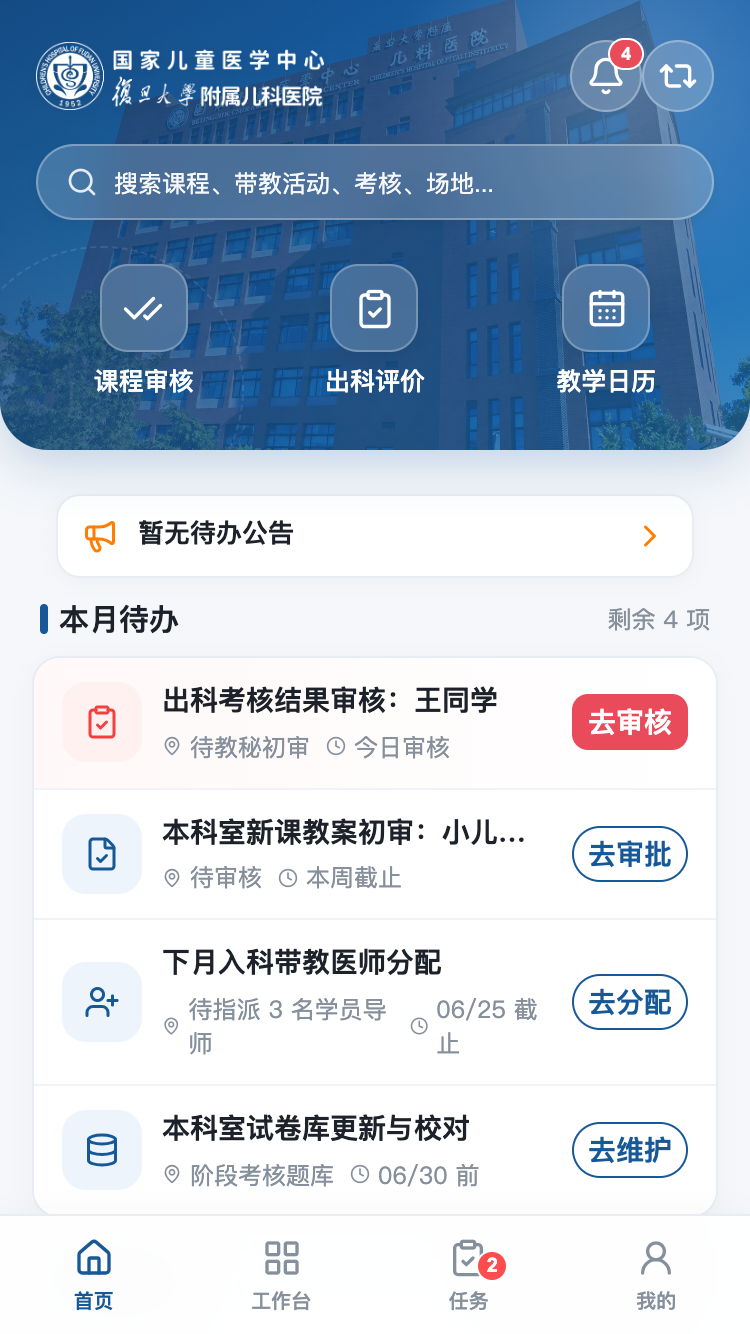 国家儿童医学中心
復旦大學附属儿科医院
CHILDREN'S HOSPITAL OF FUDAN UNIVERSITY
1952
4
搜索课程、带教活动、考核、场地...
课程审核
出科评价
教学日历
暂无待办公告
本月待办
剩余 4 项
出科考核结果审核：王同学
待教秘初审
今日审核
去审核
本科室新课教案初审：小儿...
待审核
本周截止
去审批
下月入科带教医师分配
待指派 3 名学员导
师
06/25 截
止
去分配
本科室试卷库更新与校对
阶段考核题库
06/30 前
去维护
首页
工作台
2
任务
我的